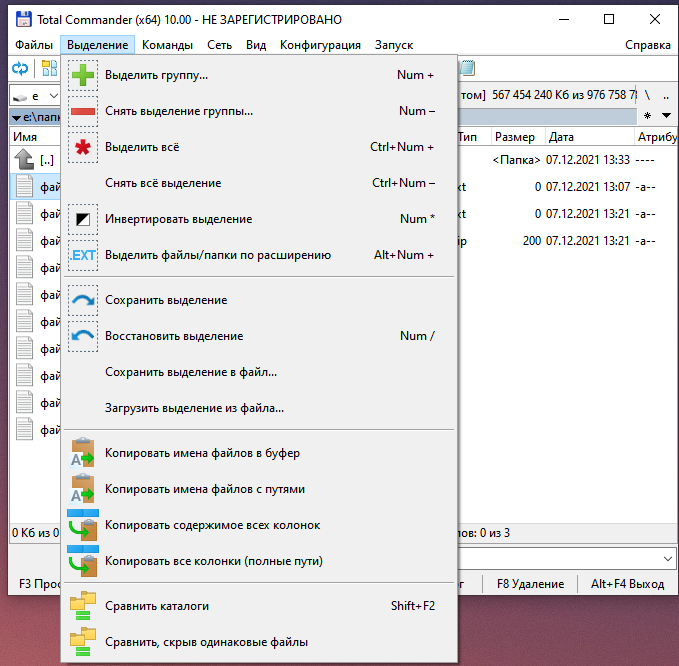 Total Commander (x64) 10.00 - НЕ ЗАРЕГИСТРИРОВАНО
Файлы Выделение Команды Сеть Вид Конфигурация Запуск Справка
e том] 567 454 240 Кб из 976 758 7 \ ..
e:\пап * 
Имя Тип Размер Дата Атрибу
[..] <Папка> 07.12.2021 13:33 ----
фай xt 0 07.12.2021 13:07 -a--
фай xt 0 07.12.2021 13:21 -a--
фай ip 200 07.12.2021 13:21 -a--
фай
фай
фай
фай
фай
фай
фай
Выделить группу... Num +
Снять выделение группы... Num –
Выделить всё Ctrl+Num +
Снять всё выделение Ctrl+Num –
Инвертировать выделение Num *
.EXT Выделить файлы/папки по расширению Alt+Num +
Сохранить выделение
Восстановить выделение Num /
Сохранить выделение в файл...
Загрузить выделение из файла...
A Копировать имена файлов в буфер
A Копировать имена файлов с путями
Копировать содержимое всех колонок
Копировать все колонки (полные пути)
Сравнить каталоги Shift+F2
Сравнить, скрыв одинаковые файлы
0 Кб из 0 лов: 0 из 3
F3 Прос г F8 Удаление Alt+F4 Выход